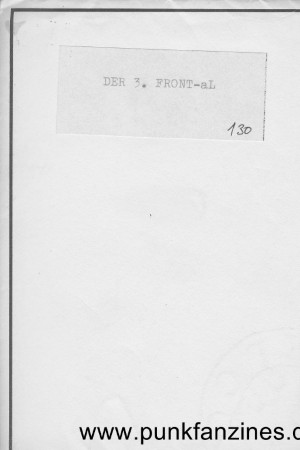 DER 3. FRONT-aL
130
www.punkfanzines.c